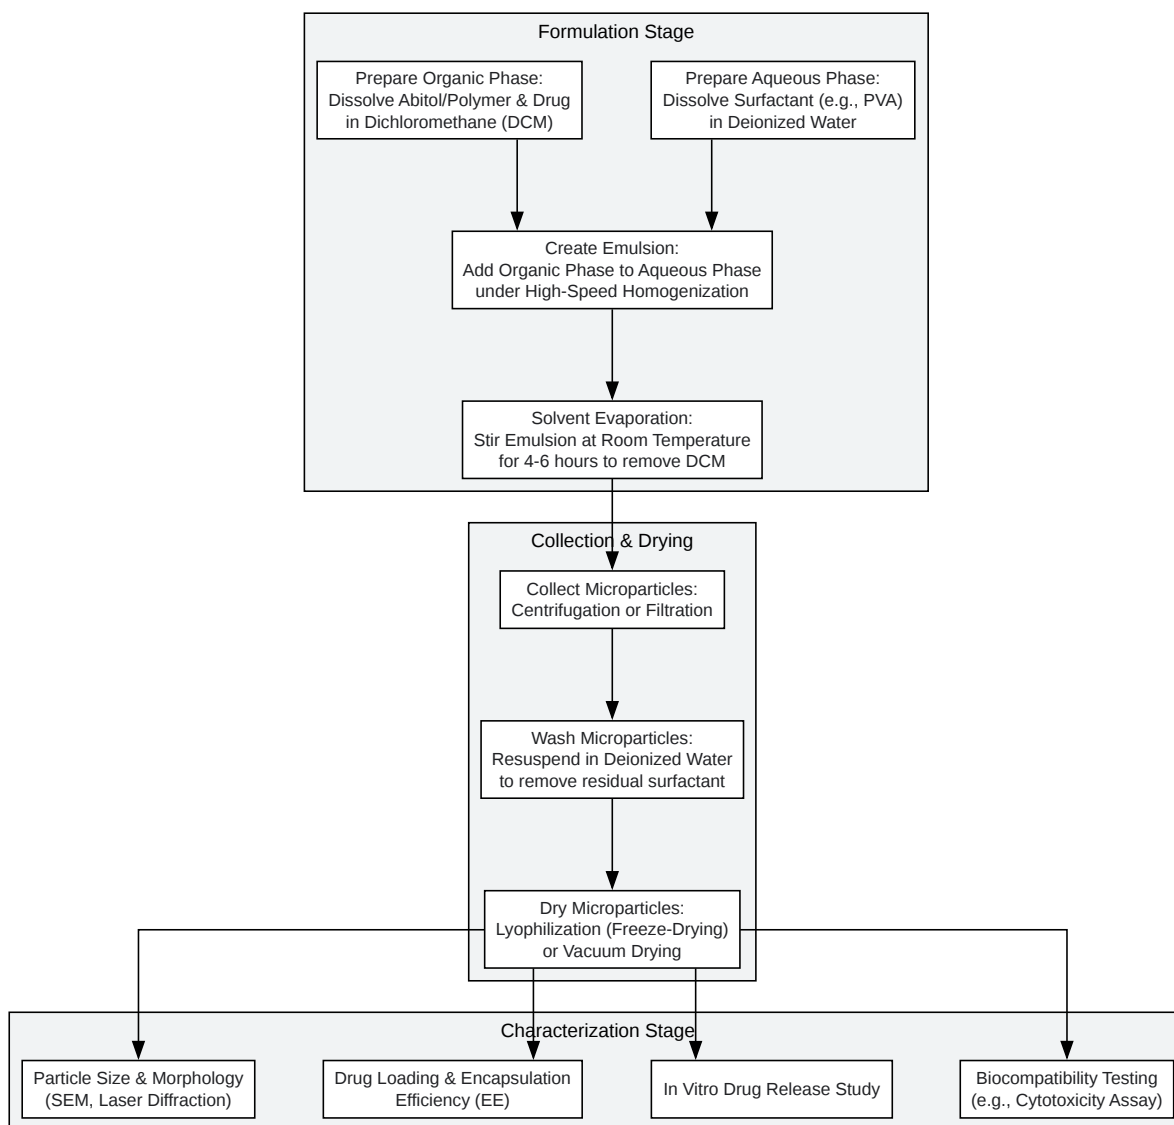 Formulation Stage
Prepare Organic Phase:
Dissolve Abitol/Polymer & Drug
in Dichloromethane (DCM)
Prepare Aqueous Phase:
Dissolve Surfactant (e.g., PVA)
in Deionized Water
Create Emulsion:
Add Organic Phase to Aqueous Phase
under High-Speed Homogenization
Solvent Evaporation:
Stir Emulsion at Room Temperature
for 4-6 hours to remove DCM
Collection & Drying
Collect Microparticles:
Centrifugation or Filtration
Wash Microparticles:
Resuspend in Deionized Water
to remove residual surfactant
Dry Microparticles:
Lyophilization (Freeze-Drying)
or Vacuum Drying
Characterization Stage
Particle Size & Morphology
(SEM, Laser Diffraction)
Drug Loading & Encapsulation
Efficiency (EE)
In Vitro Drug Release Study
Biocompatibility Testing
(e.g., Cytotoxicity Assay)